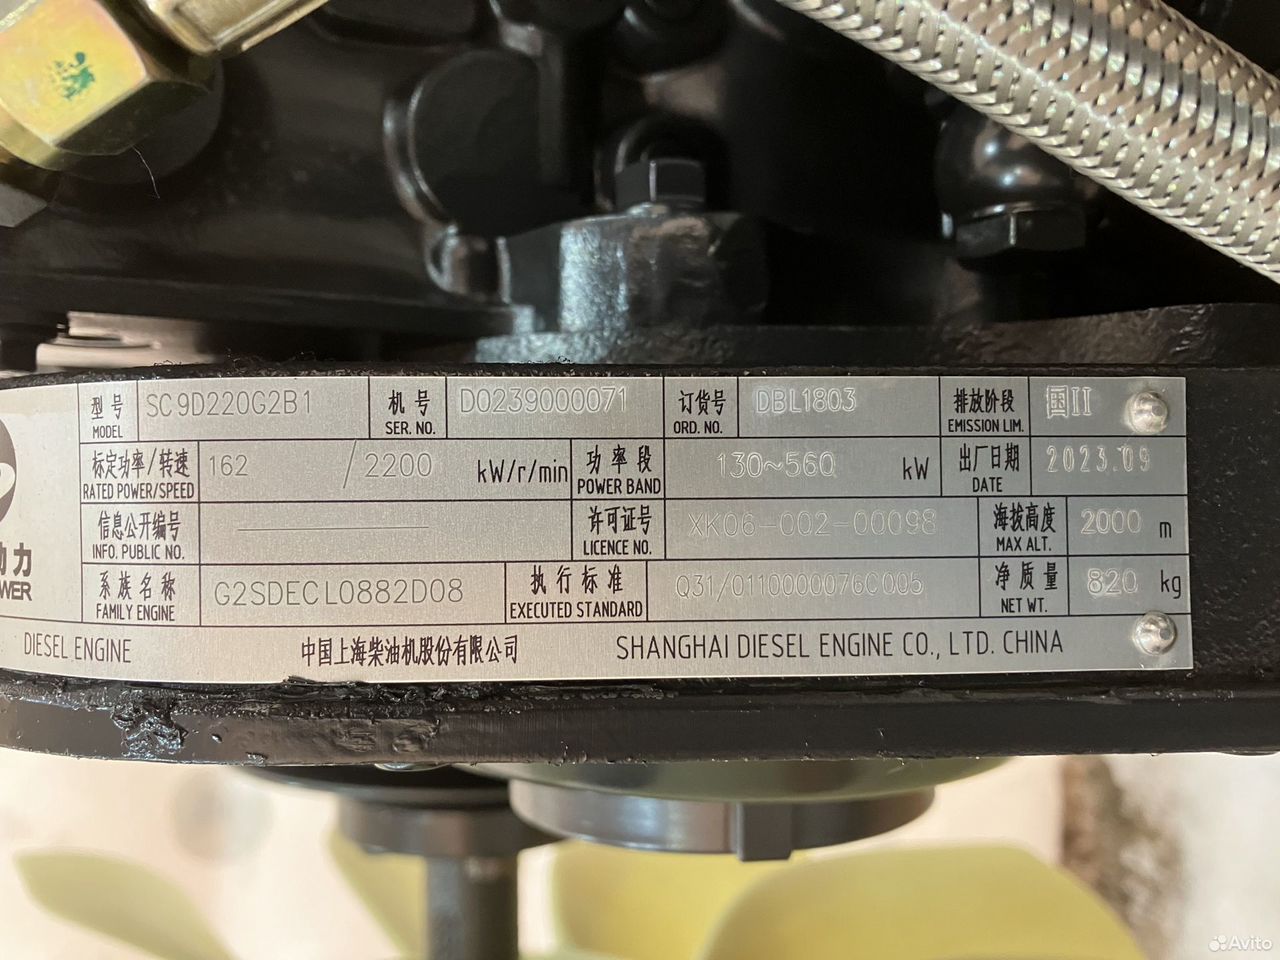 型号 SC9D220G2B1 机号 D0239000071 订货号 DBL1803 排放阶段 国II
MODEL SER. NO. ORD. NO. EMISSION LIM.
标定功率/转速 162 /2200 kW/r/min 功率段 130~560 kW 出厂日期 2023.09
RATED POWER/SPEED POWER BAND DATE
信息公开编号 许可证号 XK06-002-00098 海拔高度 2000 m
INFO. PUBLIC NO. LICENCE NO. MAX ALT.
动力 系族名称 G2SDECL0882D08 执行标准 Q31/0110000076C005 净质量 820 kg
WER FAMILY ENGINE EXECUTED STANDARD NET WT.
DIESEL ENGINE 中国上海柴油机股份有限公司 SHANGHAI DIESEL ENGINE CO., LTD. CHINA
Avito